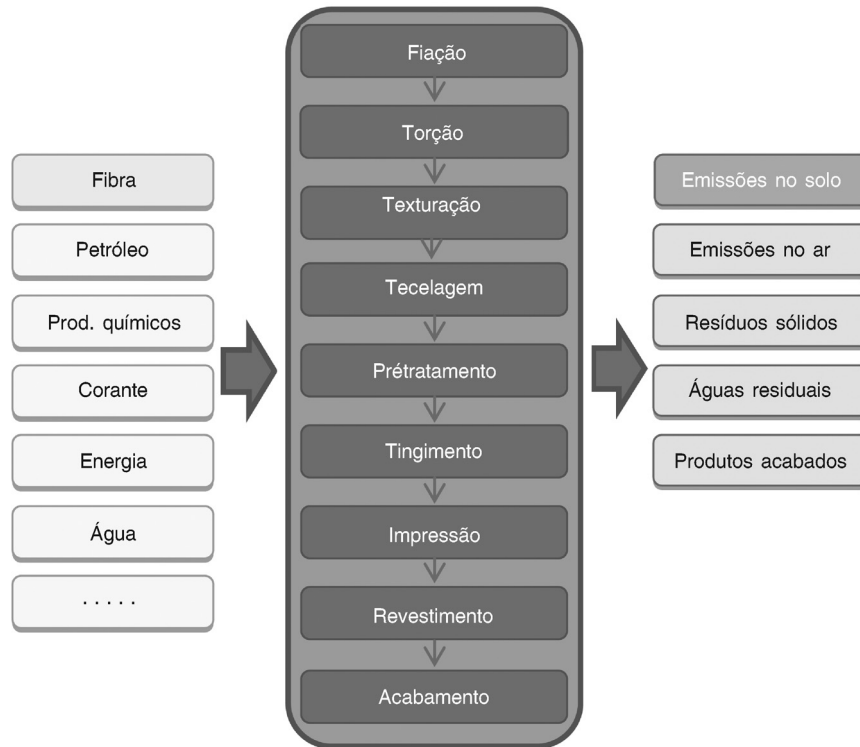 Fibra
Petróleo
Prod. químicos
Corante
Energia
Água
. . . . .
Fiação
Torção
Texturação
Tecelagem
Prétratamento
Tingimento
Impressão
Revestimento
Acabamento
Emissões no solo
Emissões no ar
Resíduos sólidos
Águas residuais
Produtos acabados